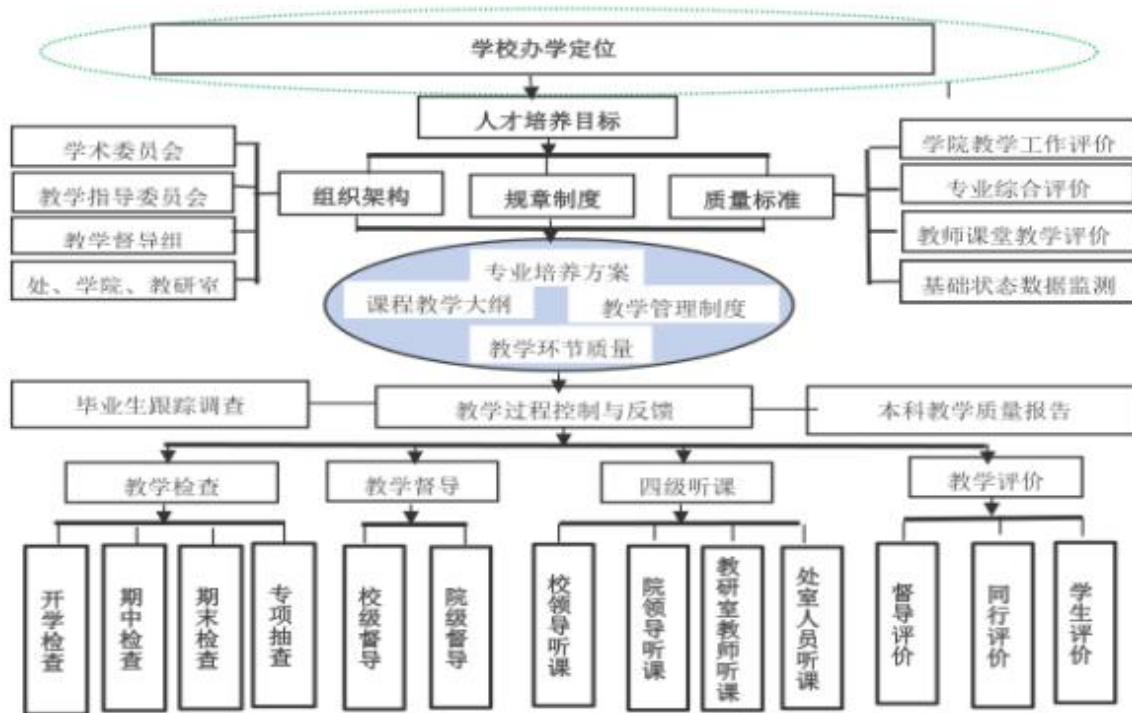 学校办学定位
人才培养目标
学术委员会
学院教学工作评价
教学指导委员会
组织架构
规章制度
质量标准
专业综合评价
教学督导组
教师课堂教学评价
处、学院、教研室
基础状态数据监测
专业培养方案
课程教学大纲
教学管理制度
教学环节质量
毕业生跟踪调查
教学过程控制与反馈
本科教学质量报告
教学检查
教学督导
四级听课
教学评价
开学检查
期中检查
期末检查
专项抽查
校级督导
院级督导
校领导听课
院领导听课
教研室教师听课
处室人员听课
督导评价
同行评价
学生评价